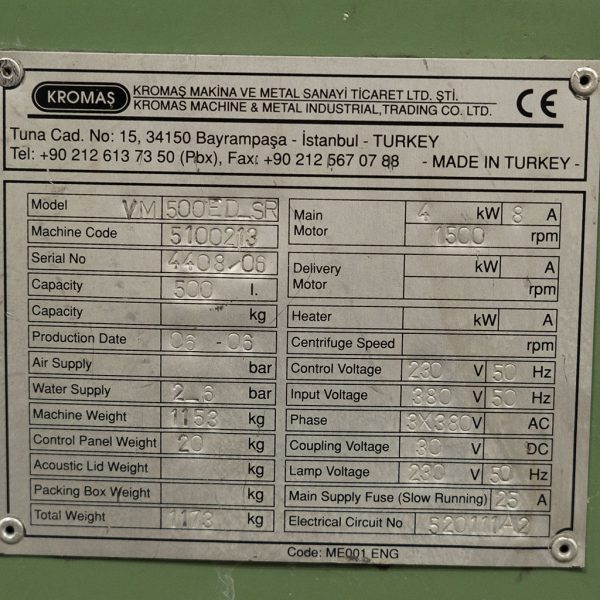 KROMAŞ
KROMAŞ MAKİNA VE METAL SANAYİ TİCARET LTD. ŞTİ.
KROMAS MACHINE & METAL INDUSTRIAL,TRADING CO. LTD.
CE
Tuna Cad. No: 15, 34150 Bayrampaşa - İstanbul - TURKEY
Tel: +90 212 613 73 50 (Pbx), Fax: +90 212 567 07 88 - MADE IN TURKEY -
Model VM 500ED_SR
Machine Code 5100213
Serial No 4408/06
Capacity 500 l.
Capacity kg
Production Date 06 -06
Air Supply bar
Water Supply 2_6 bar
Machine Weight 1153 kg
Control Panel Weight 20 kg
Acoustic Lid Weight kg
Packing Box Weight kg
Total Weight 1173 kg
Main Motor 4 kW 8 A
1500 rpm
Delivery Motor kW A
rpm
Heater kW A
Centrifuge Speed rpm
Control Voltage 230 V 50 Hz
Input Voltage 380 V 50 Hz
Phase 3X380V AC
Coupling Voltage 30 V DC
Lamp Voltage 230 V 50 Hz
Main Supply Fuse (Slow Running) 25 A
Electrical Circuit No 520111A2
Code: ME001 ENG